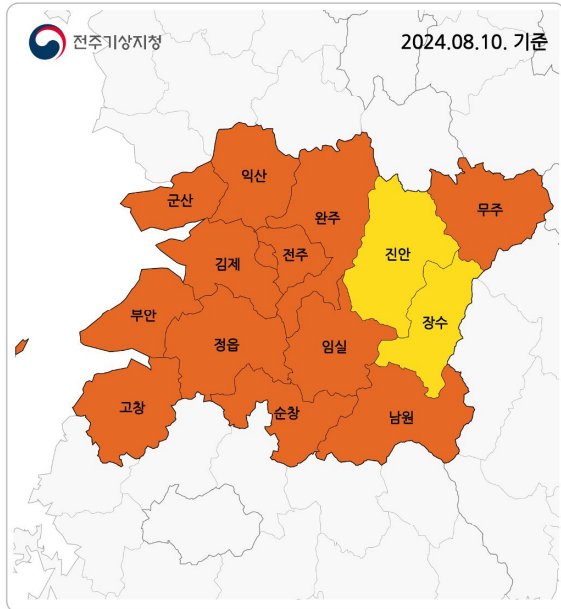 전주기상지청
2024.08.10. 기준
익산
군산
완주
무주
전주
진안
김제
부안
장수
정읍
임실
고창
순창
남원